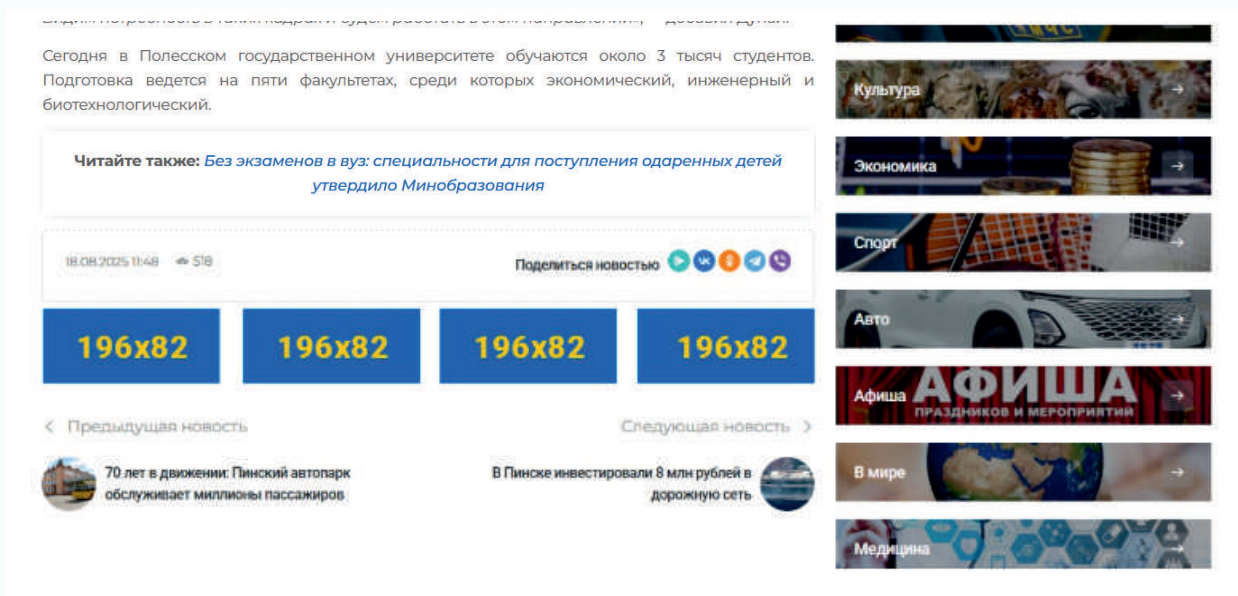 Сегодня в Полесском государственном университете обучаются около 3 тысяч студентов.
Подготовка ведется на пяти факультетах, среди которых экономический, инженерный и
биотехнологический.
Читайте также: Без экзаменов в вуз: специальности для поступления одаренных детей
утвердило Минобразования
18.08.2025 11:48 518
Поделиться новостью
196x82 196x82 196x82 196x82
Предыдущая новость
Следующая новость
70 лет в движении: Пинский автопарк
обслуживает миллионы пассажиров
В Пинске инвестировали 8 млн рублей в
дорожную сеть
МЧС
Культура
Экономика
Спорт
Авто
Афиша
АФИША
ПРАЗДНИКОВ И МЕРОПРИЯТИЙ
В мире
Медицина